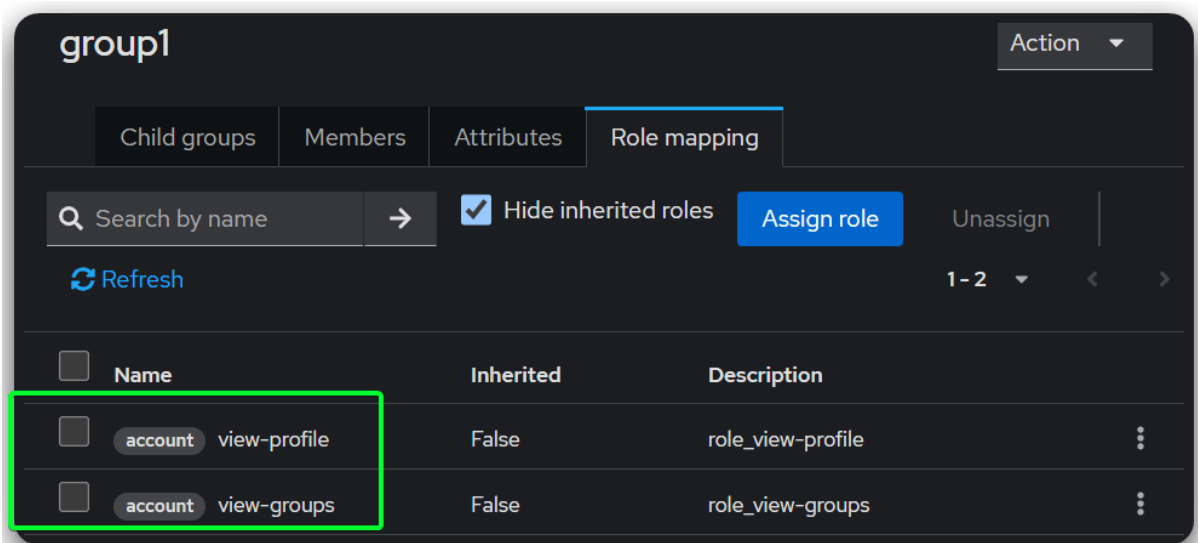 group1
Action
Child groups Members Attributes Role mapping
Search by name Hide inherited roles Assign role Unassign
Refresh 1 - 2
Name Inherited Description
account view-profile False role_view-profile
account view-groups False role_view-groups